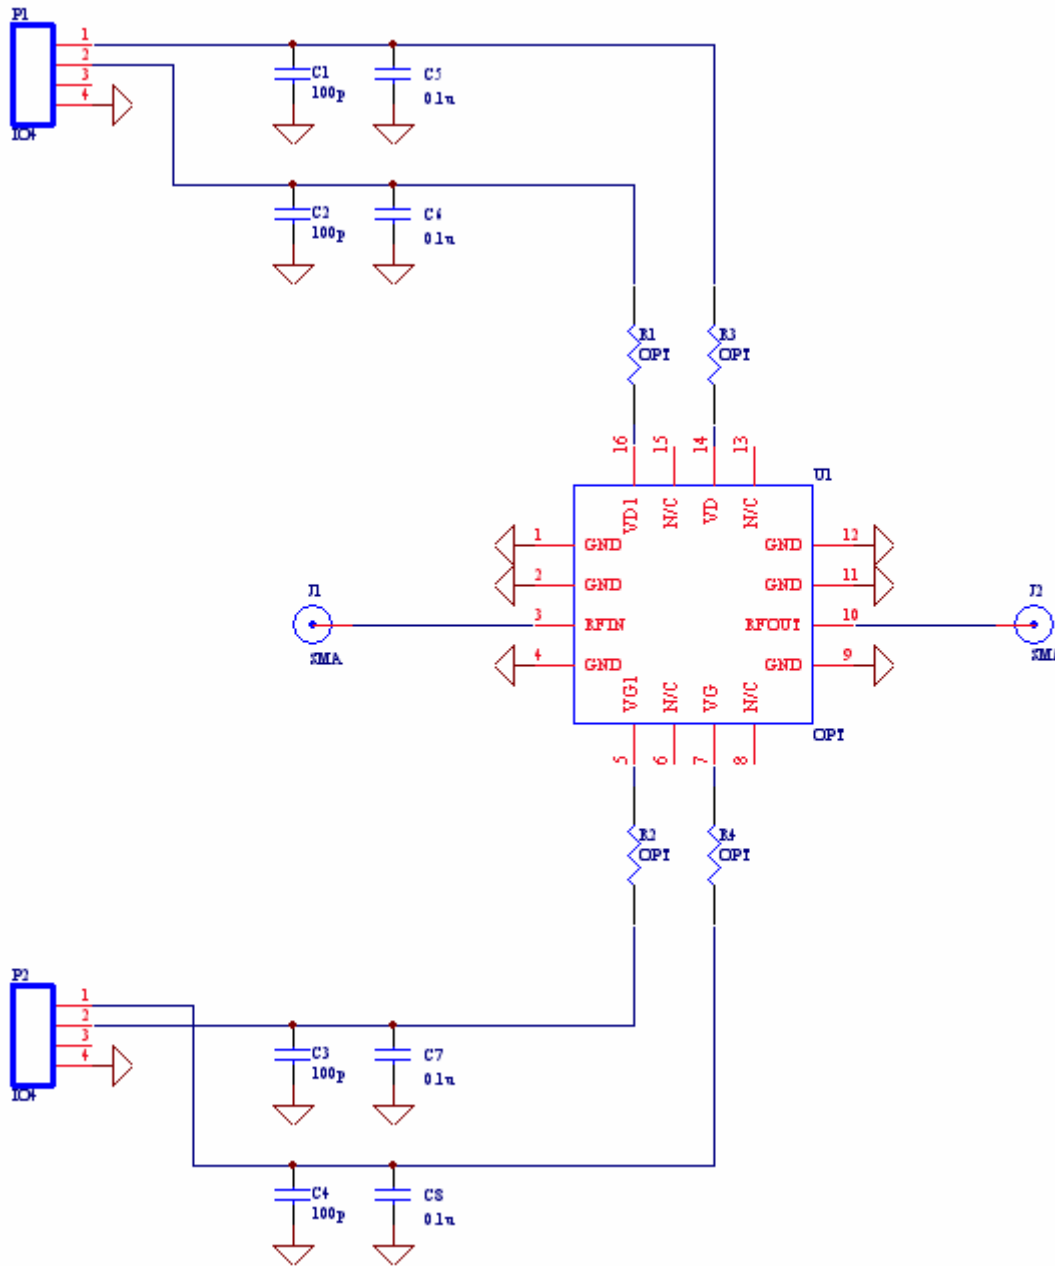 P1
1
2
3
4
IO4
C1
100p
C5
0.1u
C2
100p
C6
0.1u
R1
OPT
R3
OPT
16
15
14
13
U1
VD1
N/C
VD
N/C
1
GND
GND
12
2
GND
GND
11
J1
J2
3
RFIN
RFOUT
10
SMA
SMA
4
GND
GND
9
VG1
N/C
VG
N/C
OPT
5
6
7
8
R2
OPT
R4
OPT
P2
1
2
3
4
IO4
C3
100p
C7
0.1u
C4
100p
C8
0.1u